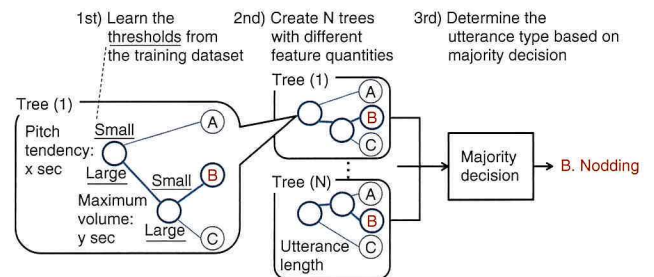 1st) Learn the
thresholds from
the training dataset
2nd) Create N trees
with different
feature quantities
3rd) Determine the
utterance type based on
majority decision
Tree (1)
Pitch
tendency:
x sec
Small
Large
A
Maximum
volume:
y sec
Small
Large
B
C
Tree (1)
A
B
C
Tree (N)
A
B
C
Utterance
length
Majority
decision
B. Nodding